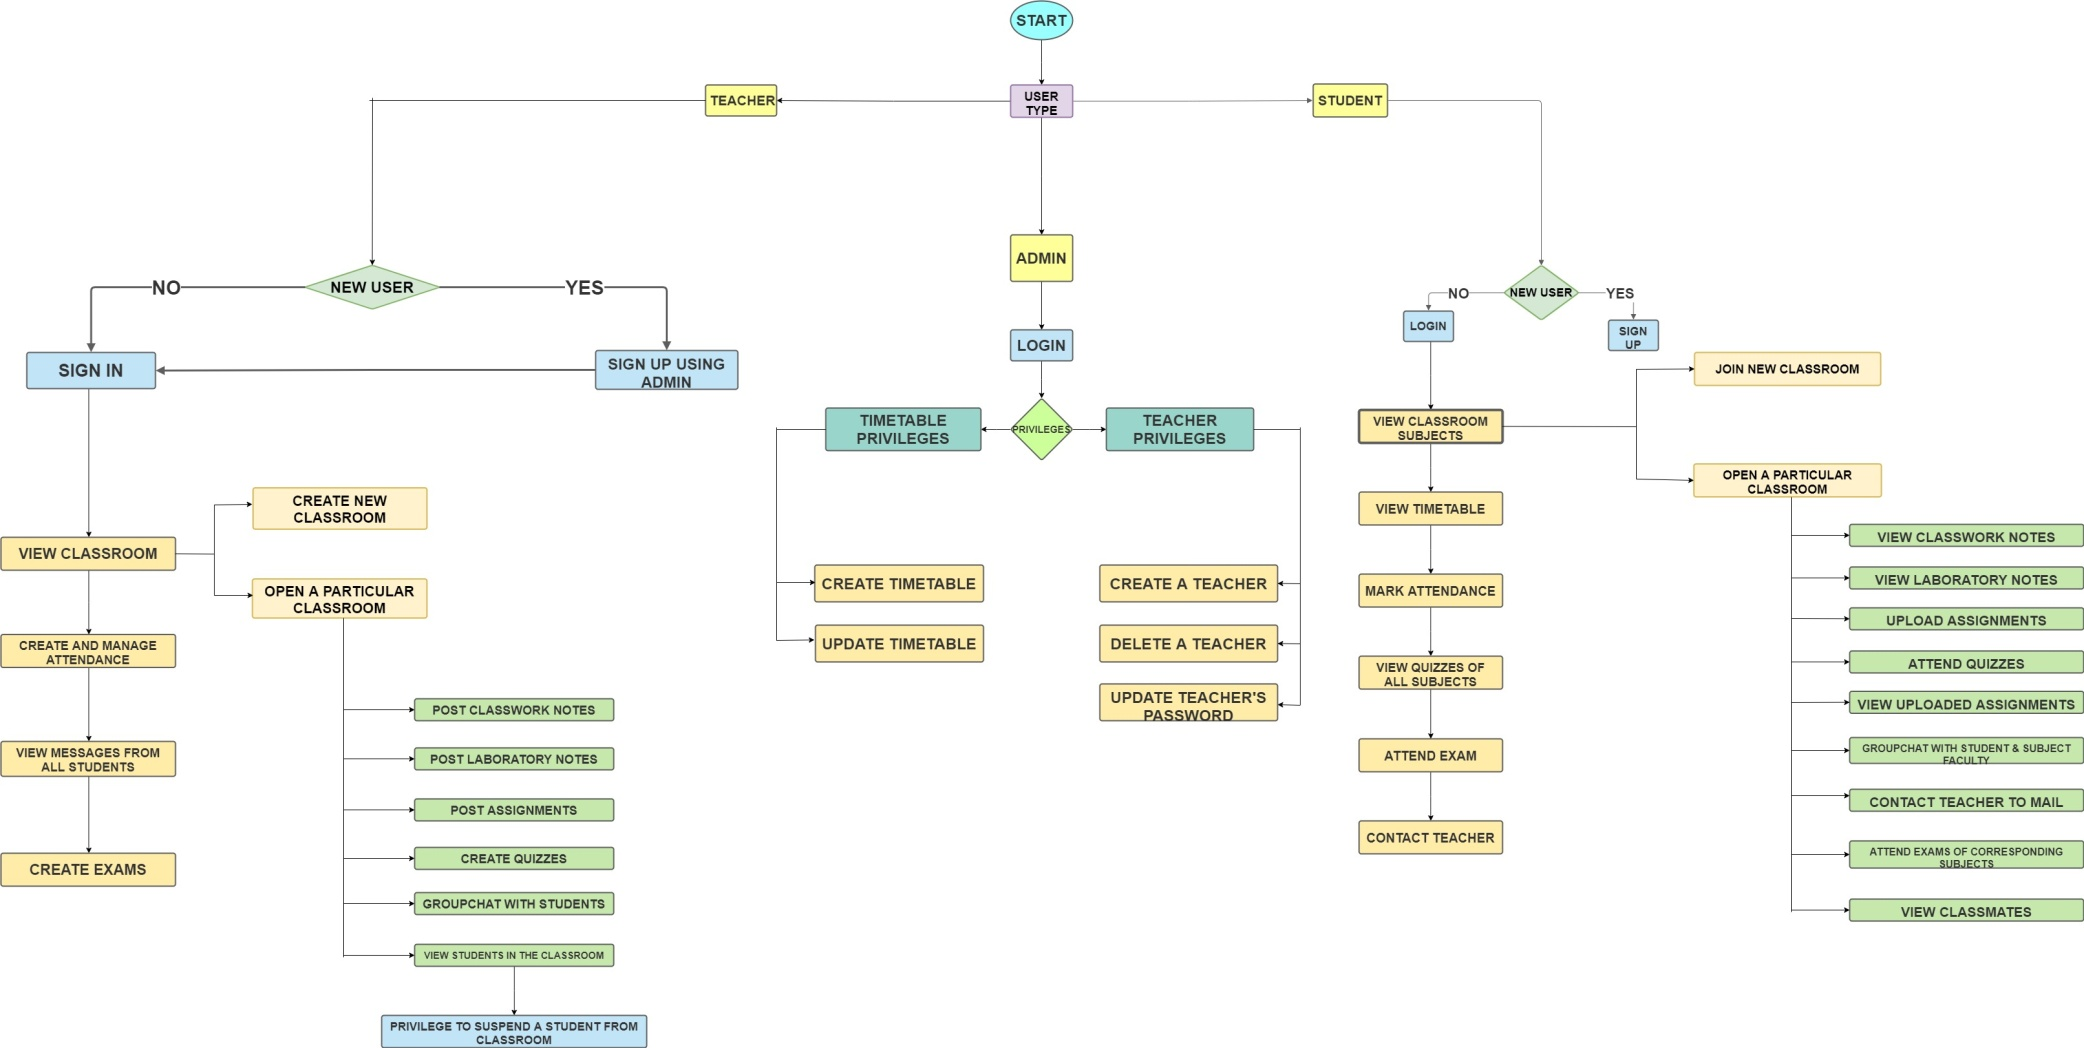 START
TEACHER
USER
TYPE
STUDENT
ADMIN
NO
NEW USER
YES
NO
NEW USER
YES
SIGN IN
SIGN UP USING
ADMIN
LOGIN
LOGIN
SIGN
UP
JOIN NEW CLASSROOM
TIMETABLE
PRIVILEGES
PRIVILEGES
TEACHER
PRIVILEGES
VIEW CLASSROOM
SUBJECTS
OPEN A PARTICULAR
CLASSROOM
CREATE NEW
CLASSROOM
VIEW CLASSROOM
OPEN A PARTICULAR
CLASSROOM
CREATE AND MANAGE
ATTENDANCE
VIEW MESSAGES FROM
ALL STUDENTS
CREATE EXAMS
POST CLASSWORK NOTES
POST LABORATORY NOTES
POST ASSIGNMENTS
CREATE QUIZZES
GROUPCHAT WITH STUDENTS
VIEW STUDENTS IN THE CLASSROOM
PRIVILEGE TO SUSPEND A STUDENT FROM
CLASSROOM
CREATE TIMETABLE
UPDATE TIMETABLE
CREATE A TEACHER
DELETE A TEACHER
UPDATE TEACHER'S
PASSWORD
VIEW TIMETABLE
MARK ATTENDANCE
VIEW QUIZZES OF
ALL SUBJECTS
ATTEND EXAM
CONTACT TEACHER
VIEW CLASSWORK NOTES
VIEW LABORATORY NOTES
UPLOAD ASSIGNMENTS
ATTEND QUIZZES
VIEW UPLOADED ASSIGNMENTS
GROUPCHAT WITH STUDENT & SUBJECT
FACULTY
CONTACT TEACHER TO MAIL
ATTEND EXAMS OF CORRESPONDING
SUBJECTS
VIEW CLASSMATES